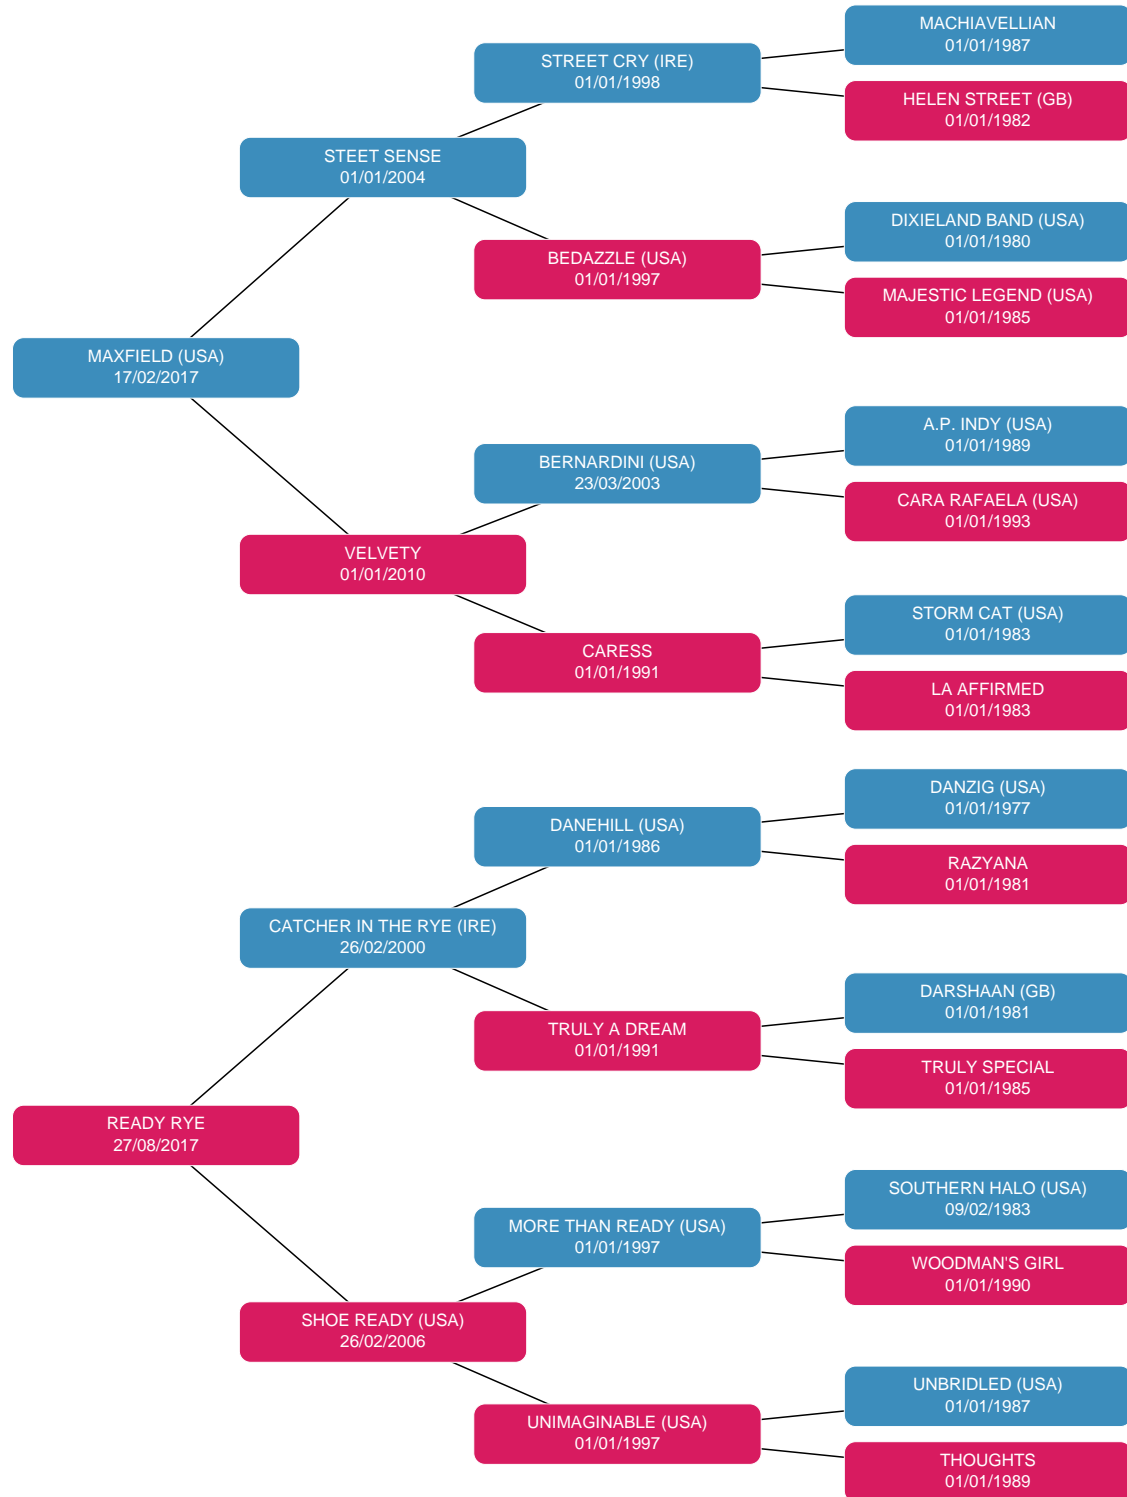 MACHIAVELLIAN
01/01/1987
STREET CRY (IRE)
01/01/1998
HELEN STREET (GB)
01/01/1982
STEET SENSE
01/01/2004
DIXIELAND BAND (USA)
01/01/1980
BEDAZZLE (USA)
01/01/1997
MAJESTIC LEGEND (USA)
01/01/1985
MAXFIELD (USA)
17/02/2017
A.P. INDY (USA)
01/01/1989
BERNARDINI (USA)
23/03/2003
CARA RAFAELA (USA)
01/01/1993
VELVETY
01/01/2010
STORM CAT (USA)
01/01/1983
CARESS
01/01/1991
LA AFFIRMED
01/01/1983
DANZIG (USA)
01/01/1977
DANEHILL (USA)
01/01/1986
RAZYANA
01/01/1981
CATCHER IN THE RYE (IRE)
26/02/2000
DARSHAAN (GB)
01/01/1981
TRULY A DREAM
01/01/1991
TRULY SPECIAL
01/01/1985
READY RYE
27/08/2017
SOUTHERN HALO (USA)
09/02/1983
MORE THAN READY (USA)
01/01/1997
WOODMAN'S GIRL
01/01/1990
SHOE READY (USA)
26/02/2006
UNBRIDLED (USA)
01/01/1987
UNIMAGINABLE (USA)
01/01/1997
THOUGHTS
01/01/1989